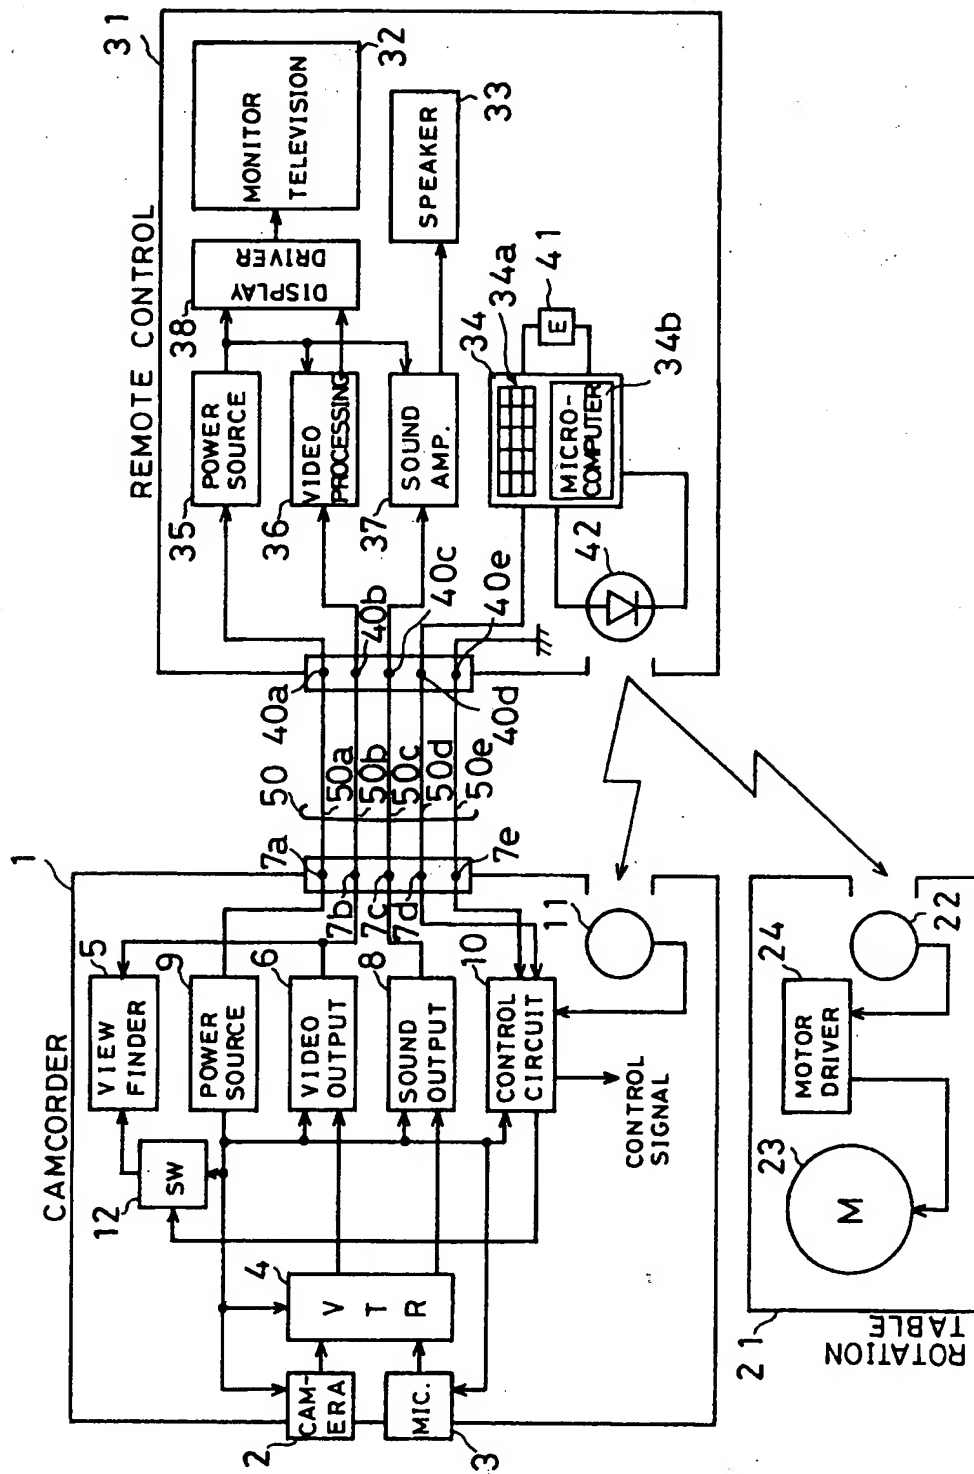 CAMCORDER
1
VIEW
FINDER
5
POWER
SOURCE
9
VIDEO
OUTPUT
6
SOUND
OUTPUT
8
CONTROL
CIRCUIT
10
SW
12
V T R
4
CAM-
ERA
2
MIC.
3
CONTROL
SIGNAL
11
7a
7b
7c
7d
7e
50
50a
50b
50c
50d
50e
REMOTE CONTROL
31
MONITOR
TELEVISION
32
DISPLAY
DRIVER
38
SPEAKER
33
POWER
SOURCE
35
VIDEO
PROCESSING
36
SOUND
AMP.
37
34
34a
MICRO-
COMPUTER
34b
E
41
42
40a
40b
40c
40d
40e
ROTATION
TABLE
21
M
23
MOTOR
DRIVER
24
22